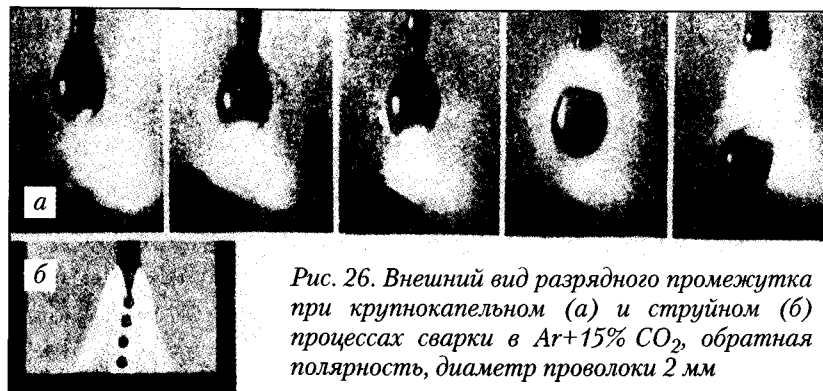 а
б
Рис. 26. Внешний вид разрядного промежутка
при крупнокапельном (а) и струйном (б)
процессах сварки в Ar+15% CO₂, обратная
полярность, диаметр проволоки 2 мм